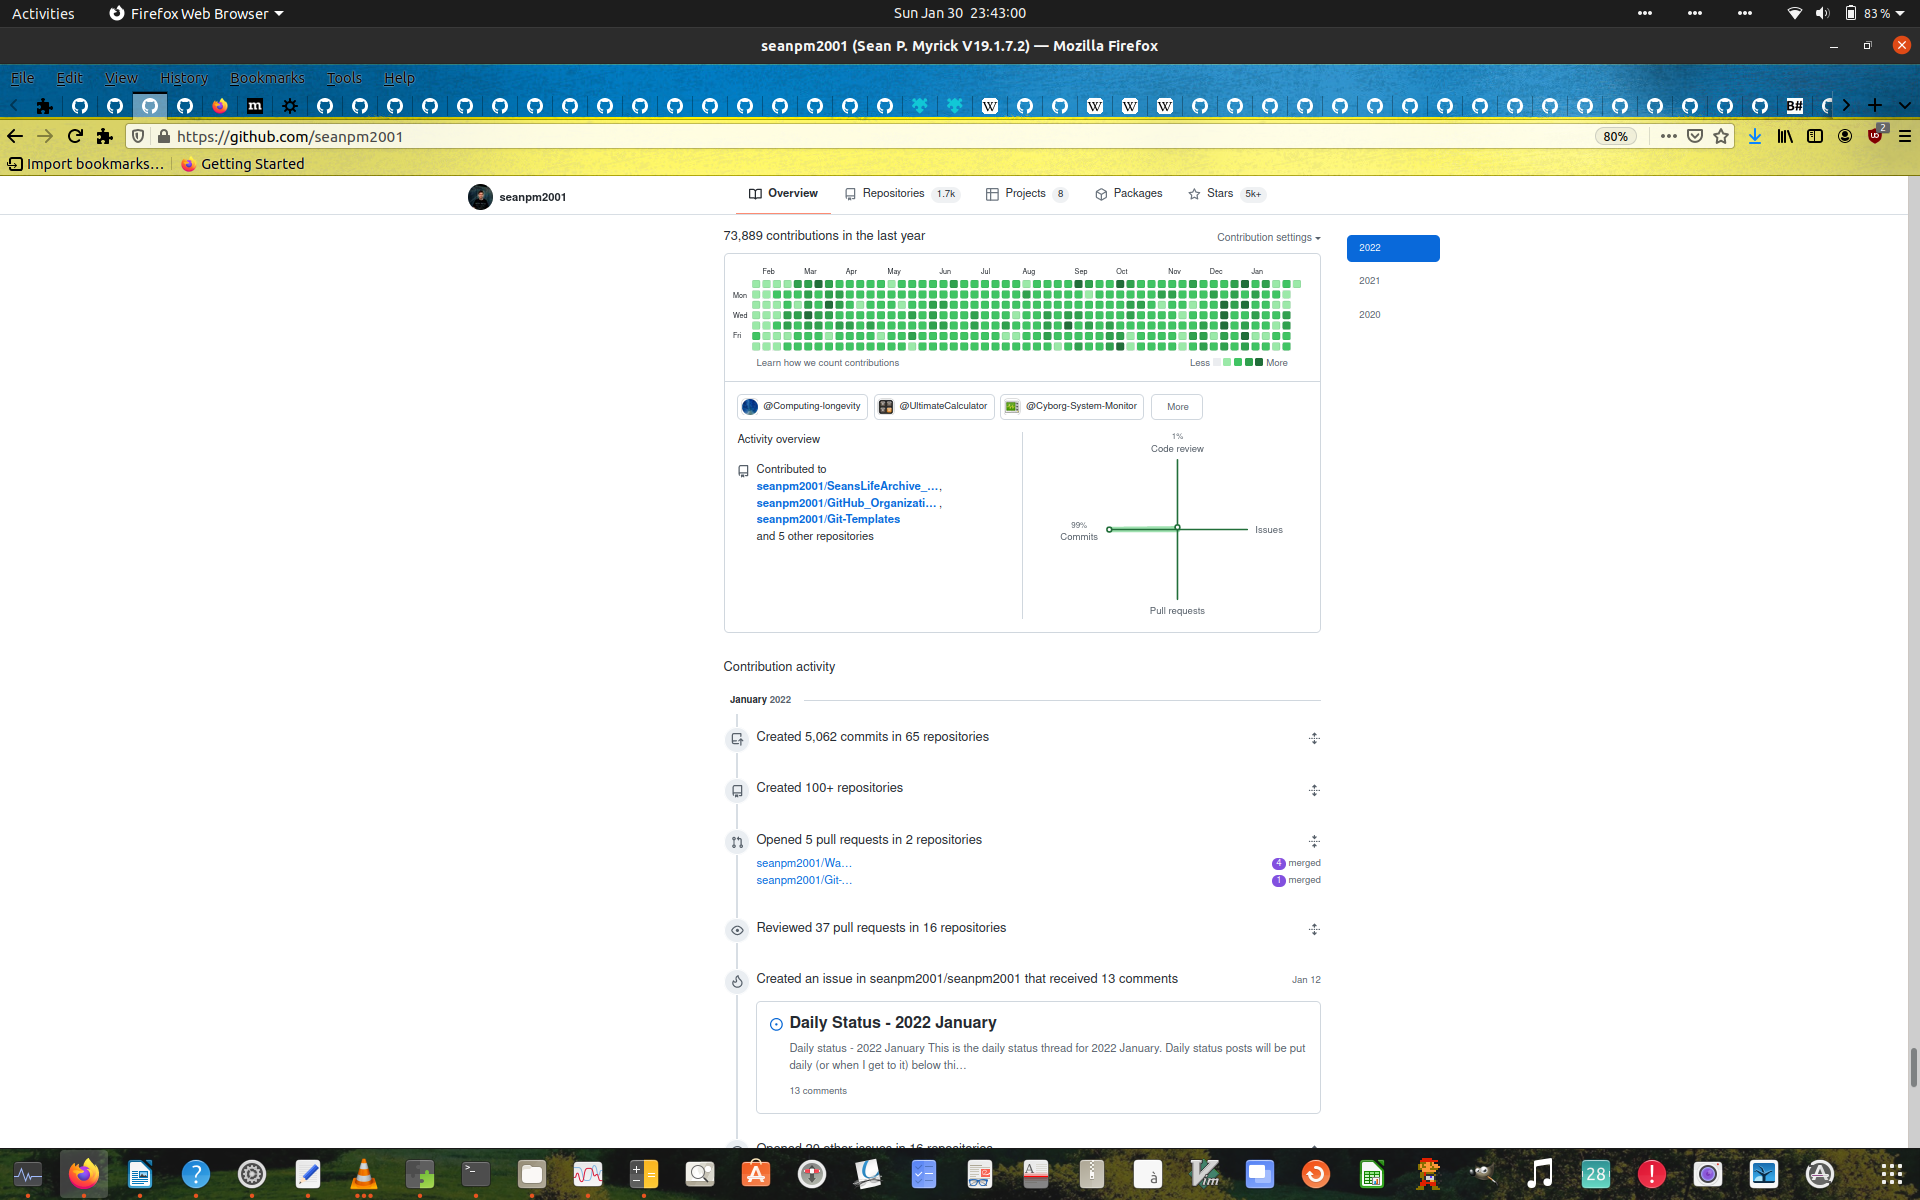 Activities
Firefox Web Browser
Sun Jan 30 23:43:00
83 %
seanpm2001 (Sean P. Myrick V19.1.7.2) — Mozilla Firefox
File Edit View History Bookmarks Tools Help
m W W W W B#
https://github.com/seanpm2001
80%
2
Import bookmarks...
Getting Started
seanpm2001
Overview
Repositories 1.7k
Projects 8
Packages
Stars 5k+
73,889 contributions in the last year
Contribution settings
2022
2021
2020
Feb Mar Apr May Jun Jul Aug Sep Oct Nov Dec Jan
Mon
Wed
Fri
Learn how we count contributions
Less More
@Computing-longevity
@UltimateCalculator
@Cyborg-System-Monitor
More
Activity overview
Contributed to
seanpm2001/SeansLifeArchive_...,
seanpm2001/GitHub_Organizati... ,
seanpm2001/Git-Templates
and 5 other repositories
1%
Code review
99%
Commits
Issues
Pull requests
Contribution activity
January 2022
Created 5,062 commits in 65 repositories
Created 100+ repositories
Opened 5 pull requests in 2 repositories
seanpm2001/Wa...
4 merged
seanpm2001/Git-...
1 merged
Reviewed 37 pull requests in 16 repositories
Created an issue in seanpm2001/seanpm2001 that received 13 comments
Jan 12
Daily Status - 2022 January
Daily status - 2022 January This is the daily status thread for 2022 January. Daily status posts will be put
daily (or when I get to it) below thi...
13 comments
Opened 20 other issues in 16 repositories
28